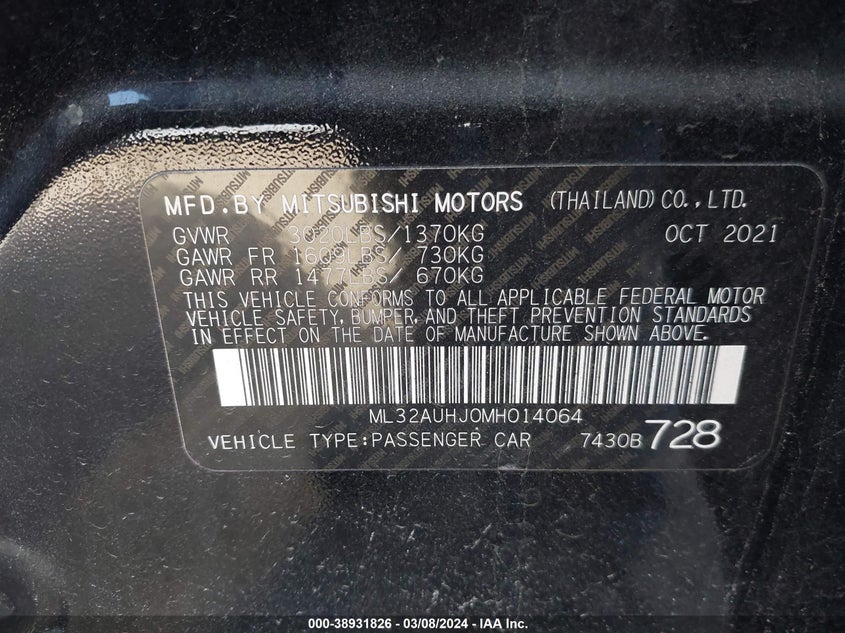 MFD.BY MITSUBISHI MOTORS (THAILAND)CO.,LTD.
GVWR 3020LBS/1370KG OCT 2021
GAWR FR 1609LBS/ 730KG
GAWR RR 1477LBS/ 670KG
THIS VEHICLE CONFORMS TO ALL APPLICABLE FEDERAL MOTOR
VEHICLE SAFETY, BUMPER, AND THEFT PREVENTION STANDARDS
IN EFFECT ON THE DATE OF MANUFACTURE SHOWN ABOVE.
ML32AUHJ0MH014064
VEHICLE TYPE:PASSENGER CAR 7430B 728
000-38931826 - 03/08/2024 - IAA Inc.